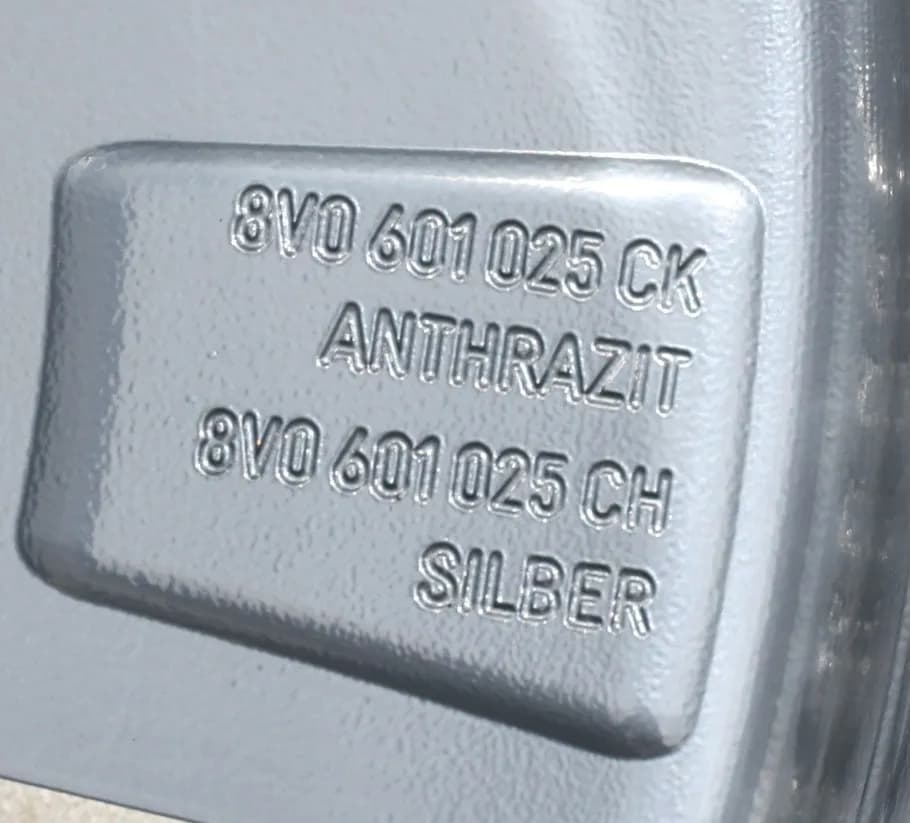 8V0 601 025 CK
ANTHRAZIT
8V0 601 025 CH
SILBER